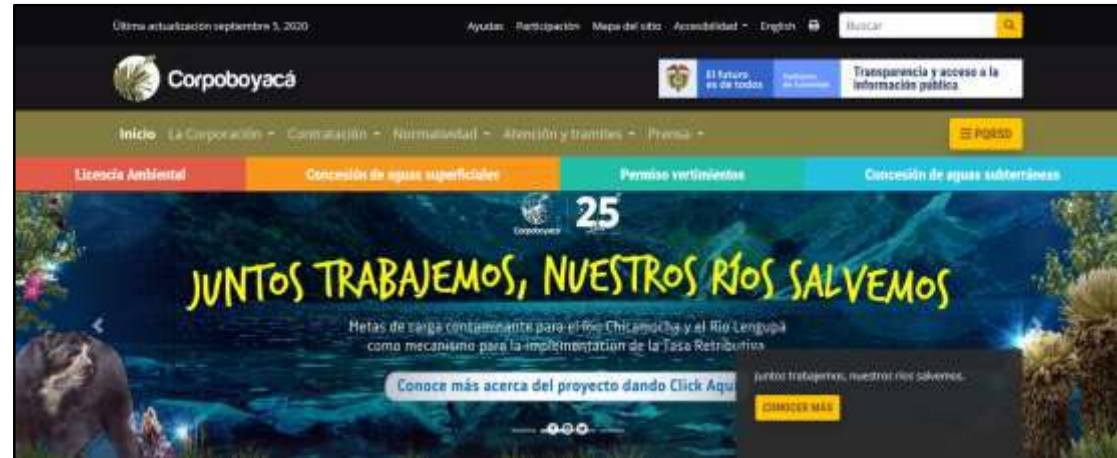 Última actualización septiembre 5, 2020
Ayudas Participación Mapa del sitio Accesibilidad English Buscar
Corpoboyacá
El futuro es de todos
Transparencia y acceso a la información pública
Inicio La Corporación Contratación Normatividad Atención y tramites Prensa PQRSD
Licencia Ambiental Concesión de aguas superficiales Permiso vertimientos Concesión de aguas subterráneas
Corpoboyacá 25
JUNTOS TRABAJEMOS, NUESTROS RÍOS SALVEMOS
Metas de carga contaminante para el Río Chicamocha y el Río Lengupá
como mecanismo para la implementación de la Tasa Retributiva
Conoce más acerca del proyecto dando Click Aquí
Juntos trabajemos, nuestros ríos salvemos.
CONOCER MÁS